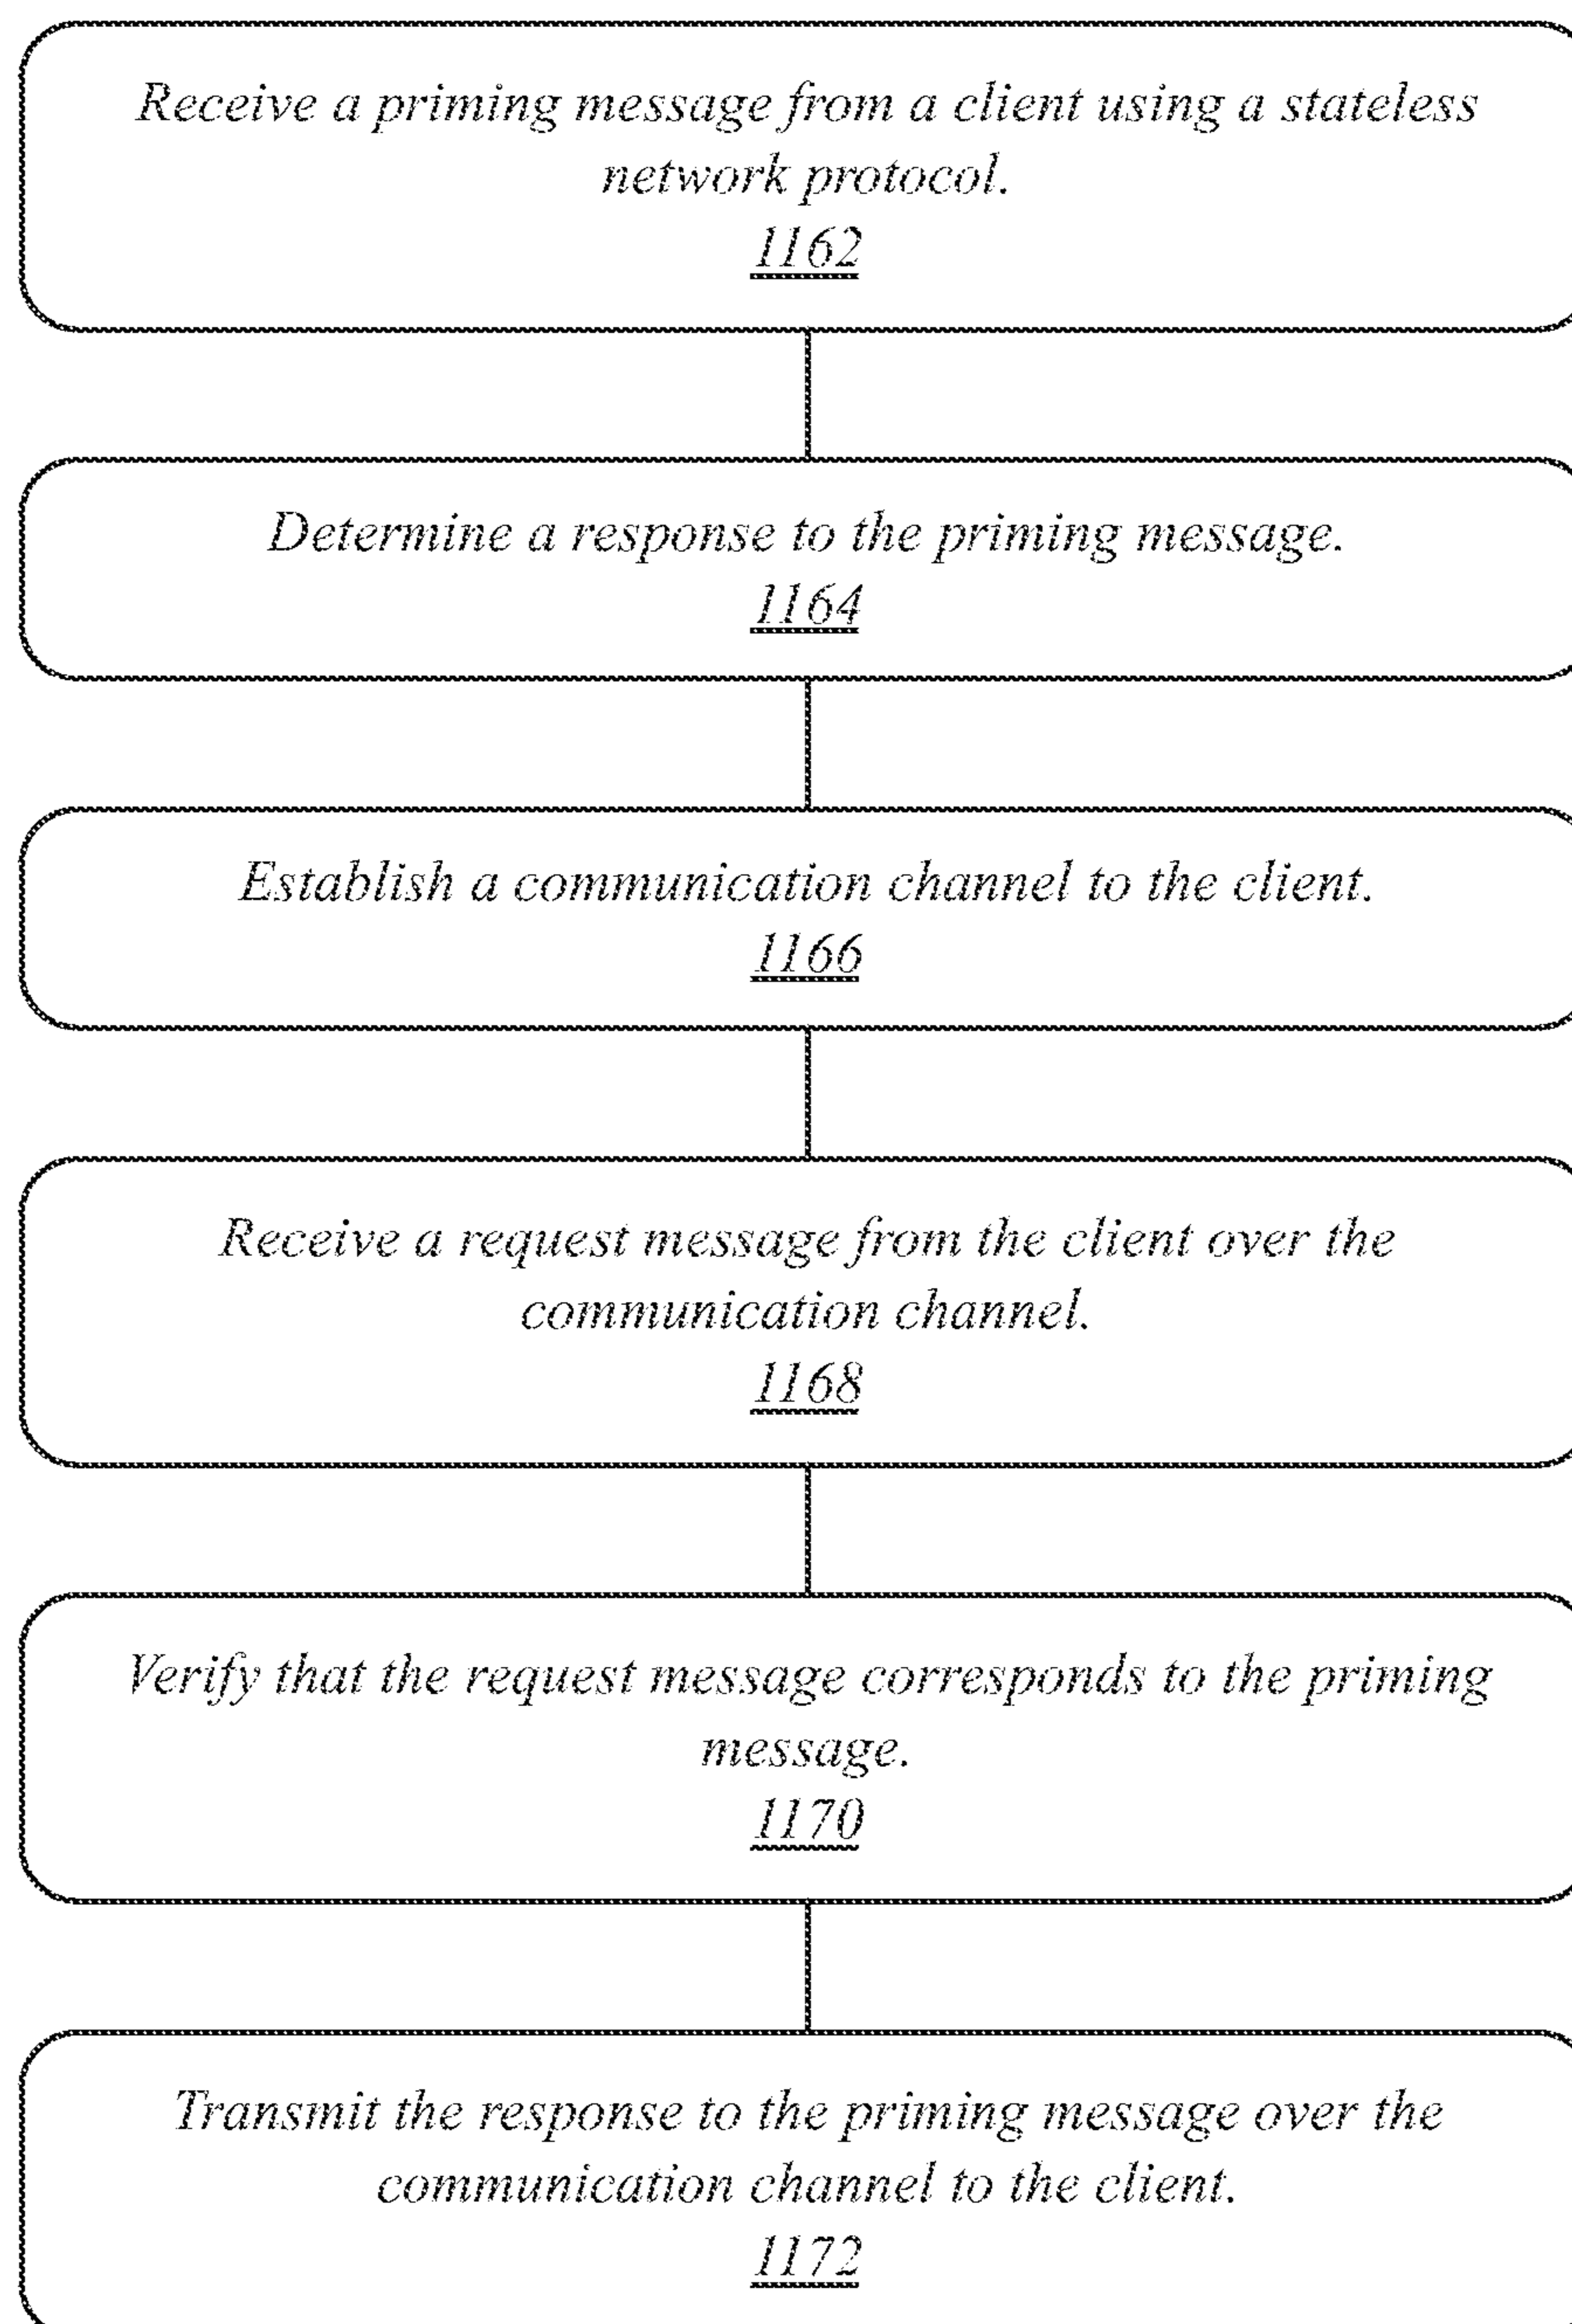 Receive a priming message from a client using a stateless
network protocol.
1162
Determine a response to the priming message.
1164
Establish a communication channel to the client.
1166
Receive a request message from the client over the
communication channel.
1168
Verify that the request message corresponds to the priming
message.
1170
Transmit the response to the priming message over the
communication channel to the client.
1172